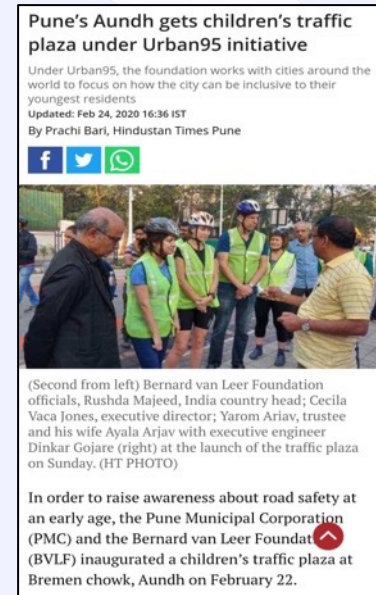 Pune's Aundh gets children's traffic
plaza under Urban95 initiative
Under Urban95, the foundation works with cities around the
world to focus on how the city can be inclusive to their
youngest residents
Updated: Feb 24, 2020 16:36 IST
By Prachi Bari, Hindustan Times Pune
f
(Second from left) Bernard van Leer Foundation
officials, Rushda Majeed, India country head; Cecila
Vaca Jones, executive director; Yarom Ariav, trustee
and his wife Ayala Arjav with executive engineer
Dinkar Gojare (right) at the launch of the traffic plaza
on Sunday. (HT PHOTO)
In order to raise awareness about road safety at
an early age, the Pune Municipal Corporation
(PMC) and the Bernard van Leer Foundat
(BVLF) inaugurated a children's traffic plaza at
Bremen chowk, Aundh on February 22.